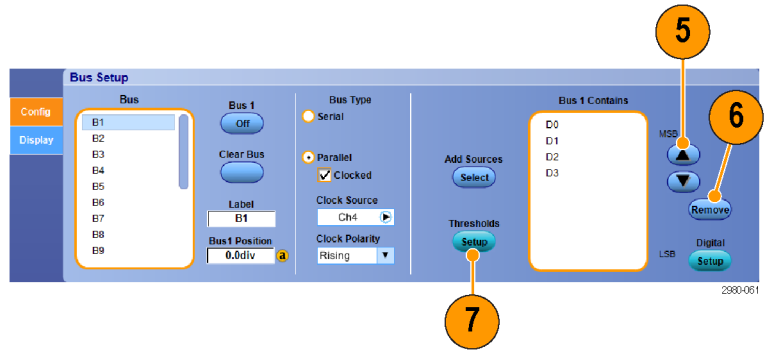 5
Bus Setup
Config
Display
Bus
B1
B2
B3
B4
B5
B6
B7
B8
B9
Bus 1
Off
Clear Bus
Label
B1
Bus1 Position
0.0div
a
Bus Type
Serial
Parallel
Clocked
Clock Source
Ch4
Clock Polarity
Rising
Add Sources
Select
Thresholds
Setup
Bus 1 Contains
D0
D1
D2
D3
MSB
6
Remove
LSB
Digital
Setup
2980-061
7